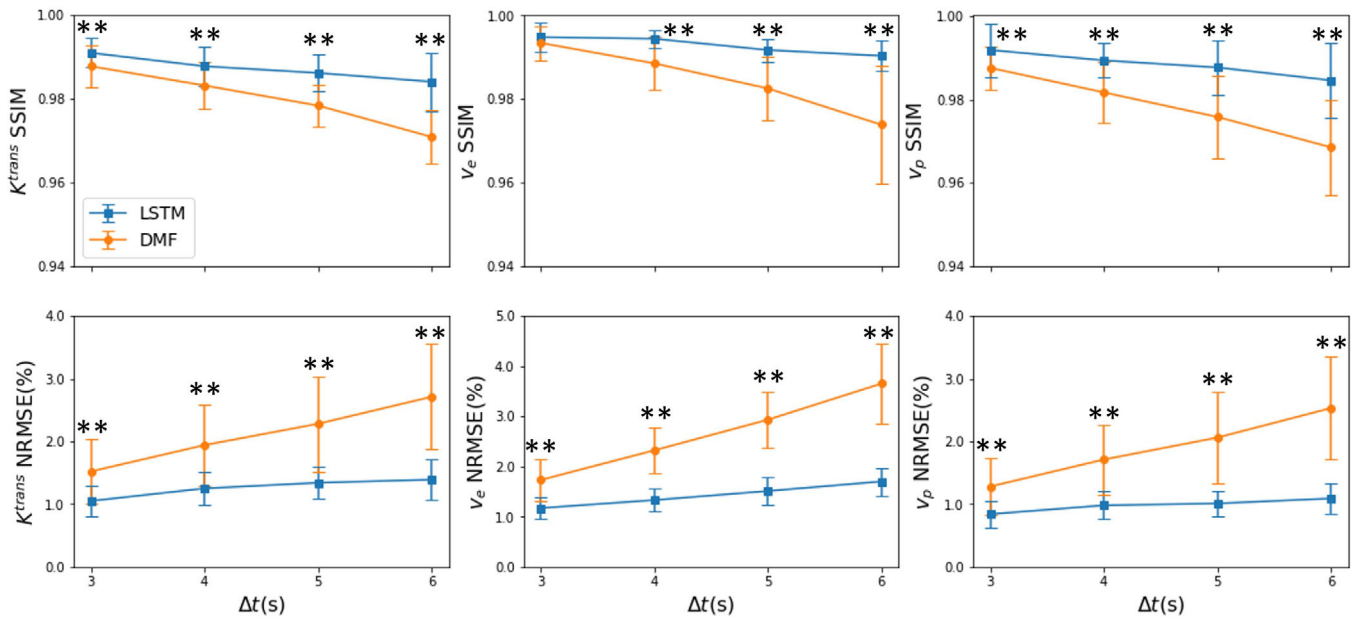 1.00
0.98
0.96
0.94
K^trans SSIM
** ** ** **
LSTM
DMF
1.00
0.98
0.96
0.94
v_e SSIM
** ** **
1.00
0.98
0.96
0.94
v_p SSIM
** ** ** **
4.0
3.0
2.0
1.0
0.0
K^trans NRMSE(%)
** ** ** **
3 4 5 6
Δt(s)
5.0
4.0
3.0
2.0
1.0
0.0
v_e NRMSE(%)
** ** ** **
3 4 5 6
Δt(s)
4.0
3.0
2.0
1.0
0.0
v_p NRMSE(%)
** ** ** **
3 4 5 6
Δt(s)